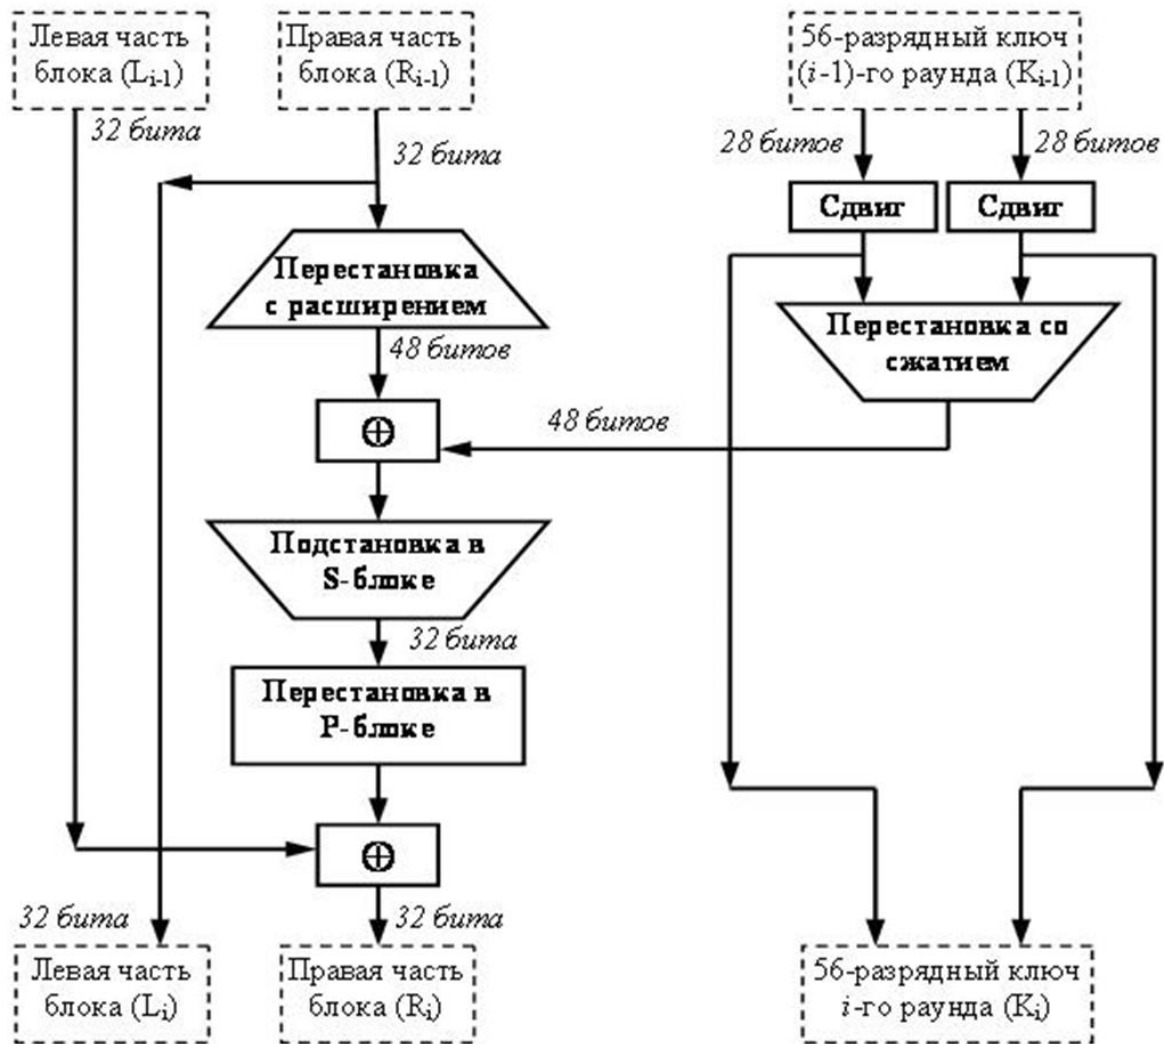 Левая часть
блока (Li-1)
Правая часть
блока (Ri-1)
56-разрядный ключ
(i-1)-го раунда (Ki-1)
32 бита
32 бита
28 битов
28 битов
Сдвиг
Сдвиг
Перестановка
с расширением
Перестановка со
сжатием
48 битов
48 битов
⊕
Подстановка в
S-блоке
32 бита
Перестановка в
P-блоке
⊕
32 бита
32 бита
Левая часть
блока (Li)
Правая часть
блока (Ri)
56-разрядный ключ
i-го раунда (Ki)